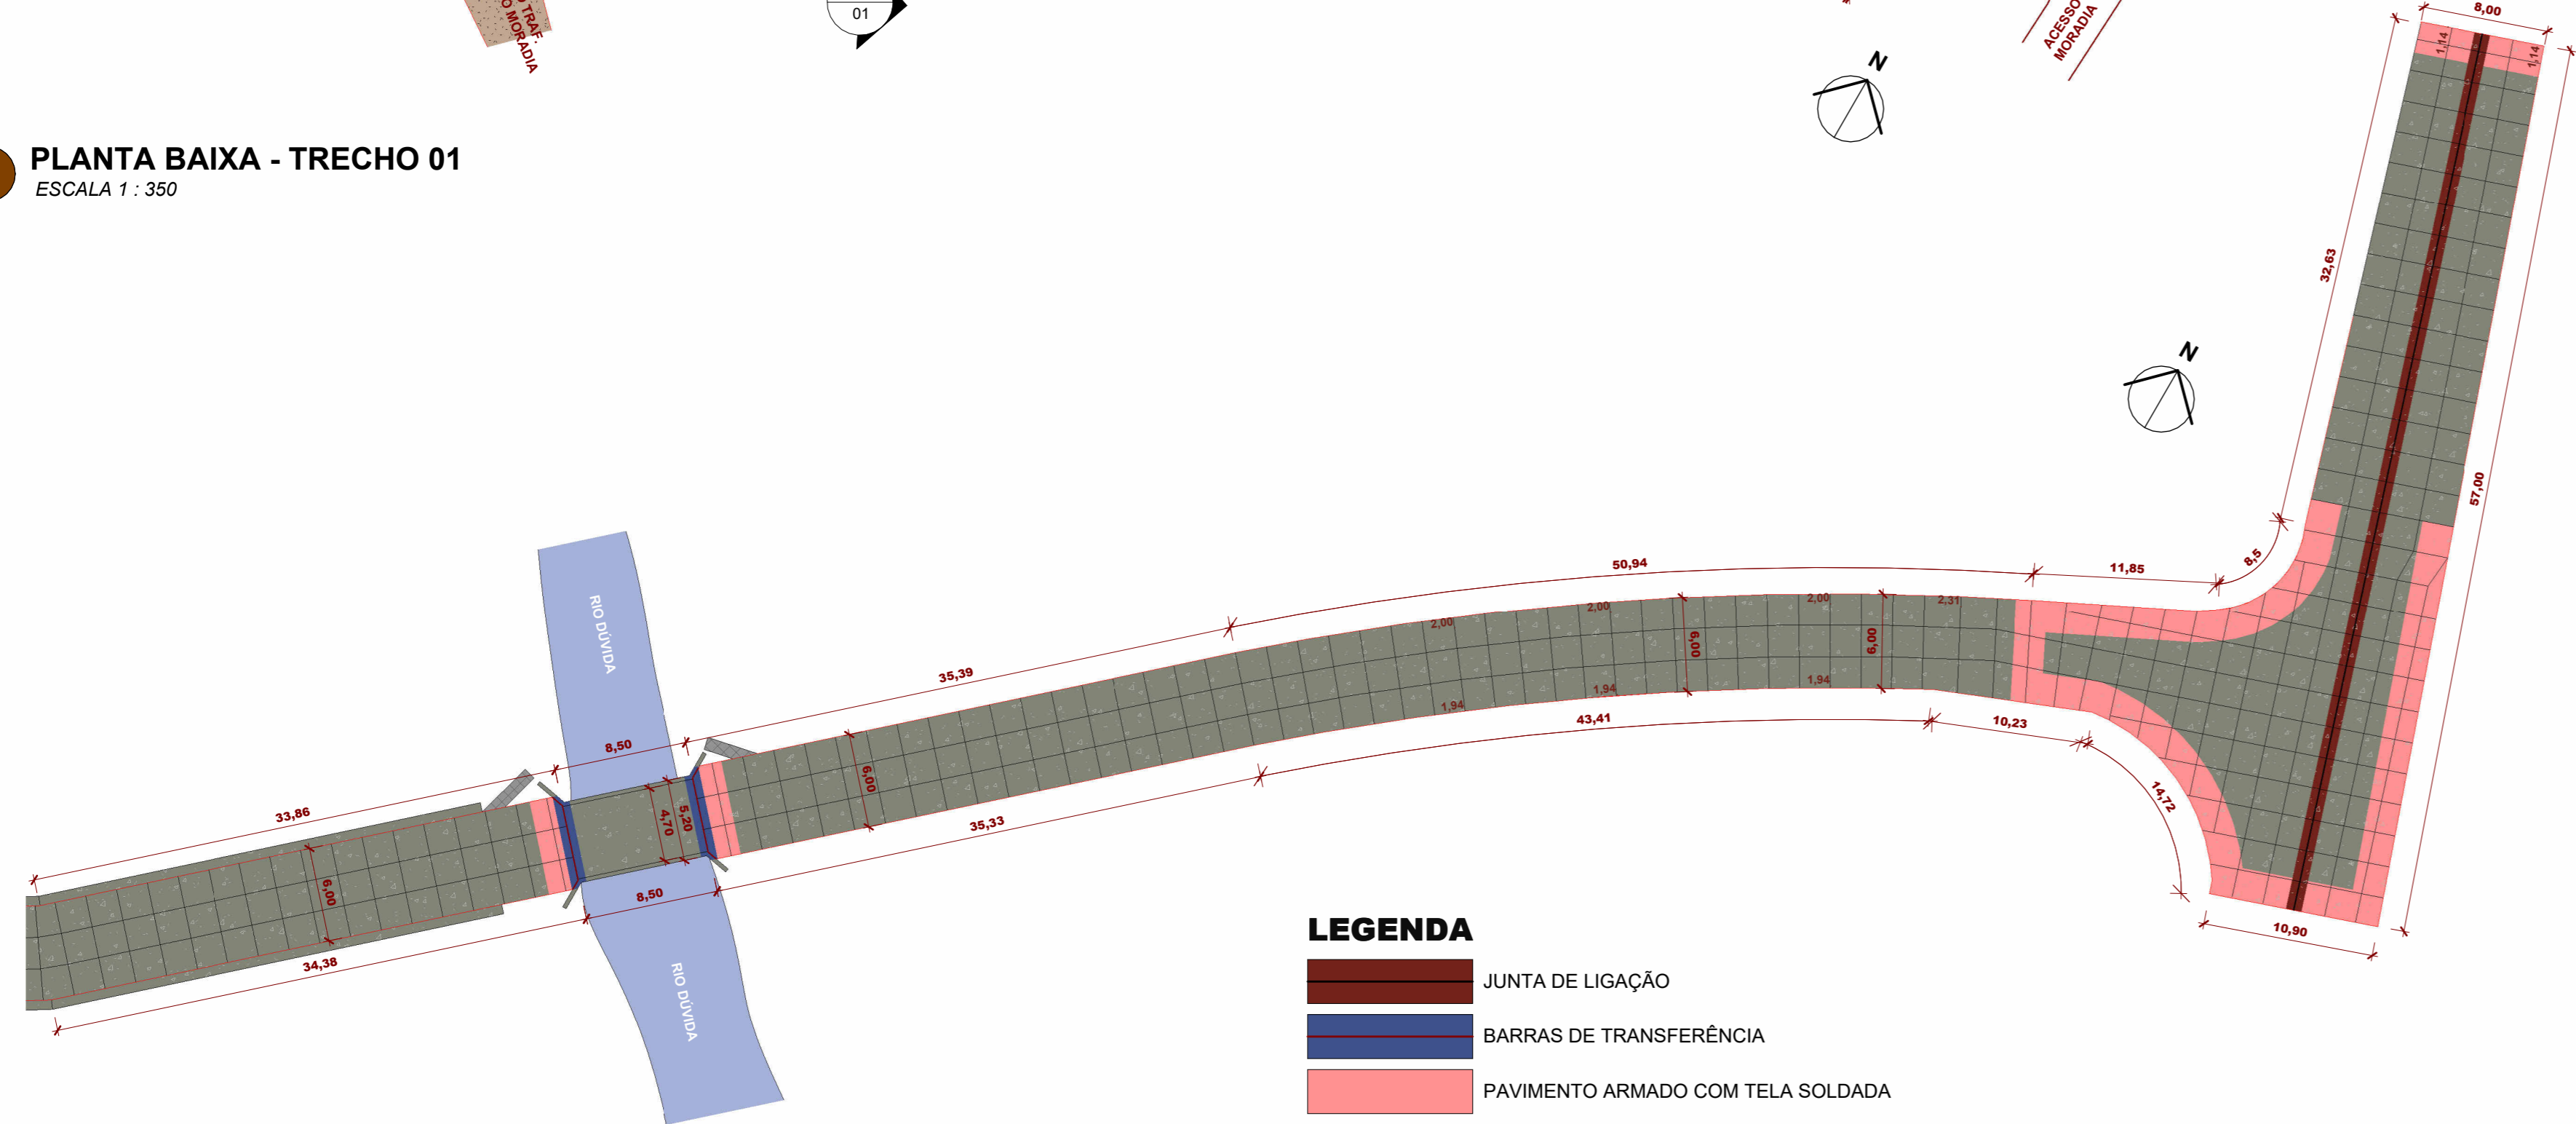 TRAF.
MORADIA
01
ACESSO
MORADIA
N
8,00
1,14
1,14
PLANTA BAIXA - TRECHO 01
ESCALA 1 : 350
32,63
N
57,00
8,5
11,85
50,94
2,00
2,00
2,00
2,31
6,00
6,00
1,94
1,94
1,94
43,41
10,23
14,72
10,90
35,39
6,00
35,33
RIO DÚVIDA
8,50
4,70
5,20
8,50
33,86
6,00
34,38
RIO DÚVIDA
LEGENDA
JUNTA DE LIGAÇÃO
BARRAS DE TRANSFERÊNCIA
PAVIMENTO ARMADO COM TELA SOLDADA